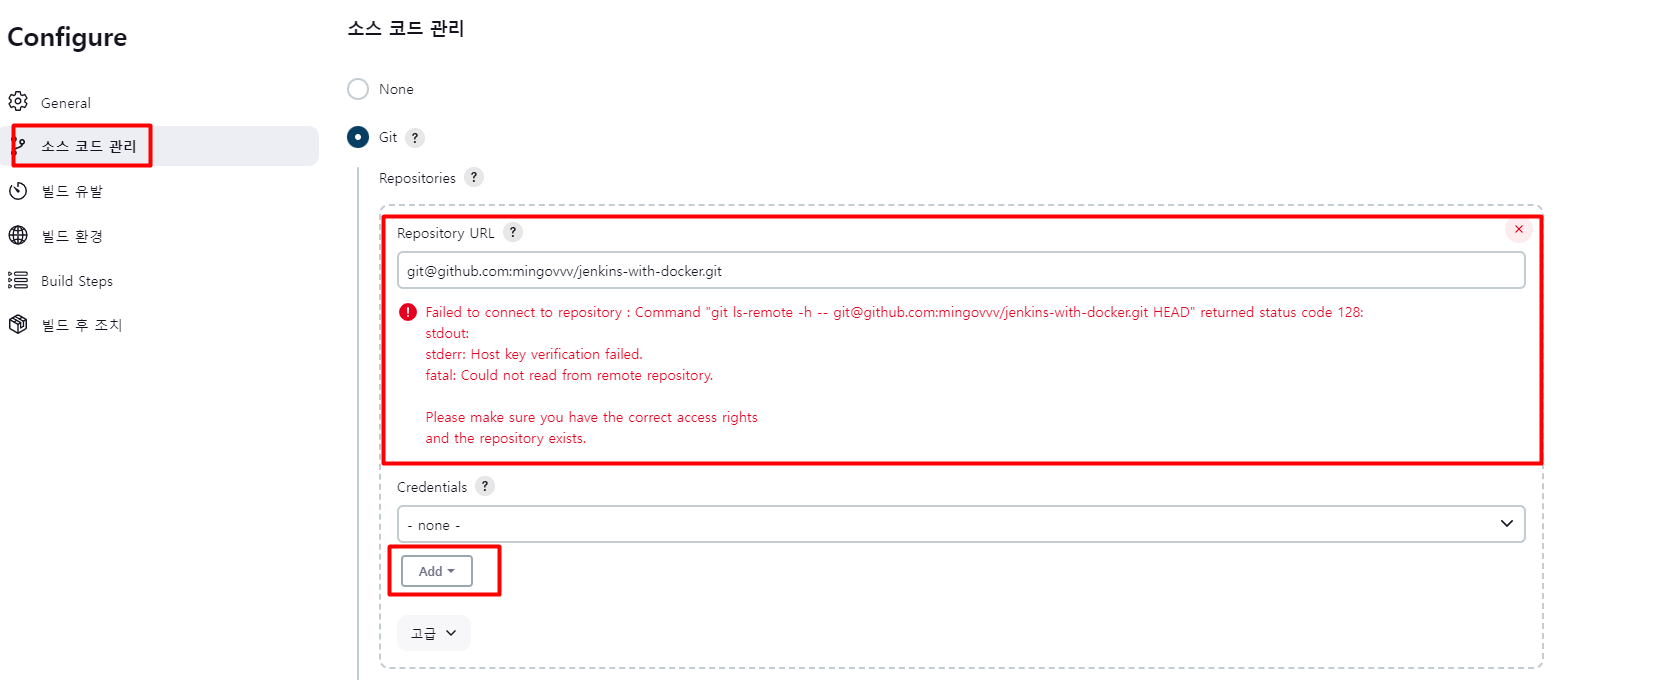 Configure
General
소스 코드 관리
빌드 유발
빌드 환경
Build Steps
빌드 후 조치
소스 코드 관리
None
Git ?
Repositories ?
Repository URL ?
git@github.com:mingovvv/jenkins-with-docker.git
Failed to connect to repository : Command "git ls-remote -h -- git@github.com:mingovvv/jenkins-with-docker.git HEAD" returned status code 128:
stdout:
stderr: Host key verification failed.
fatal: Could not read from remote repository.
Please make sure you have the correct access rights
and the repository exists.
Credentials ?
- none -
Add
고급